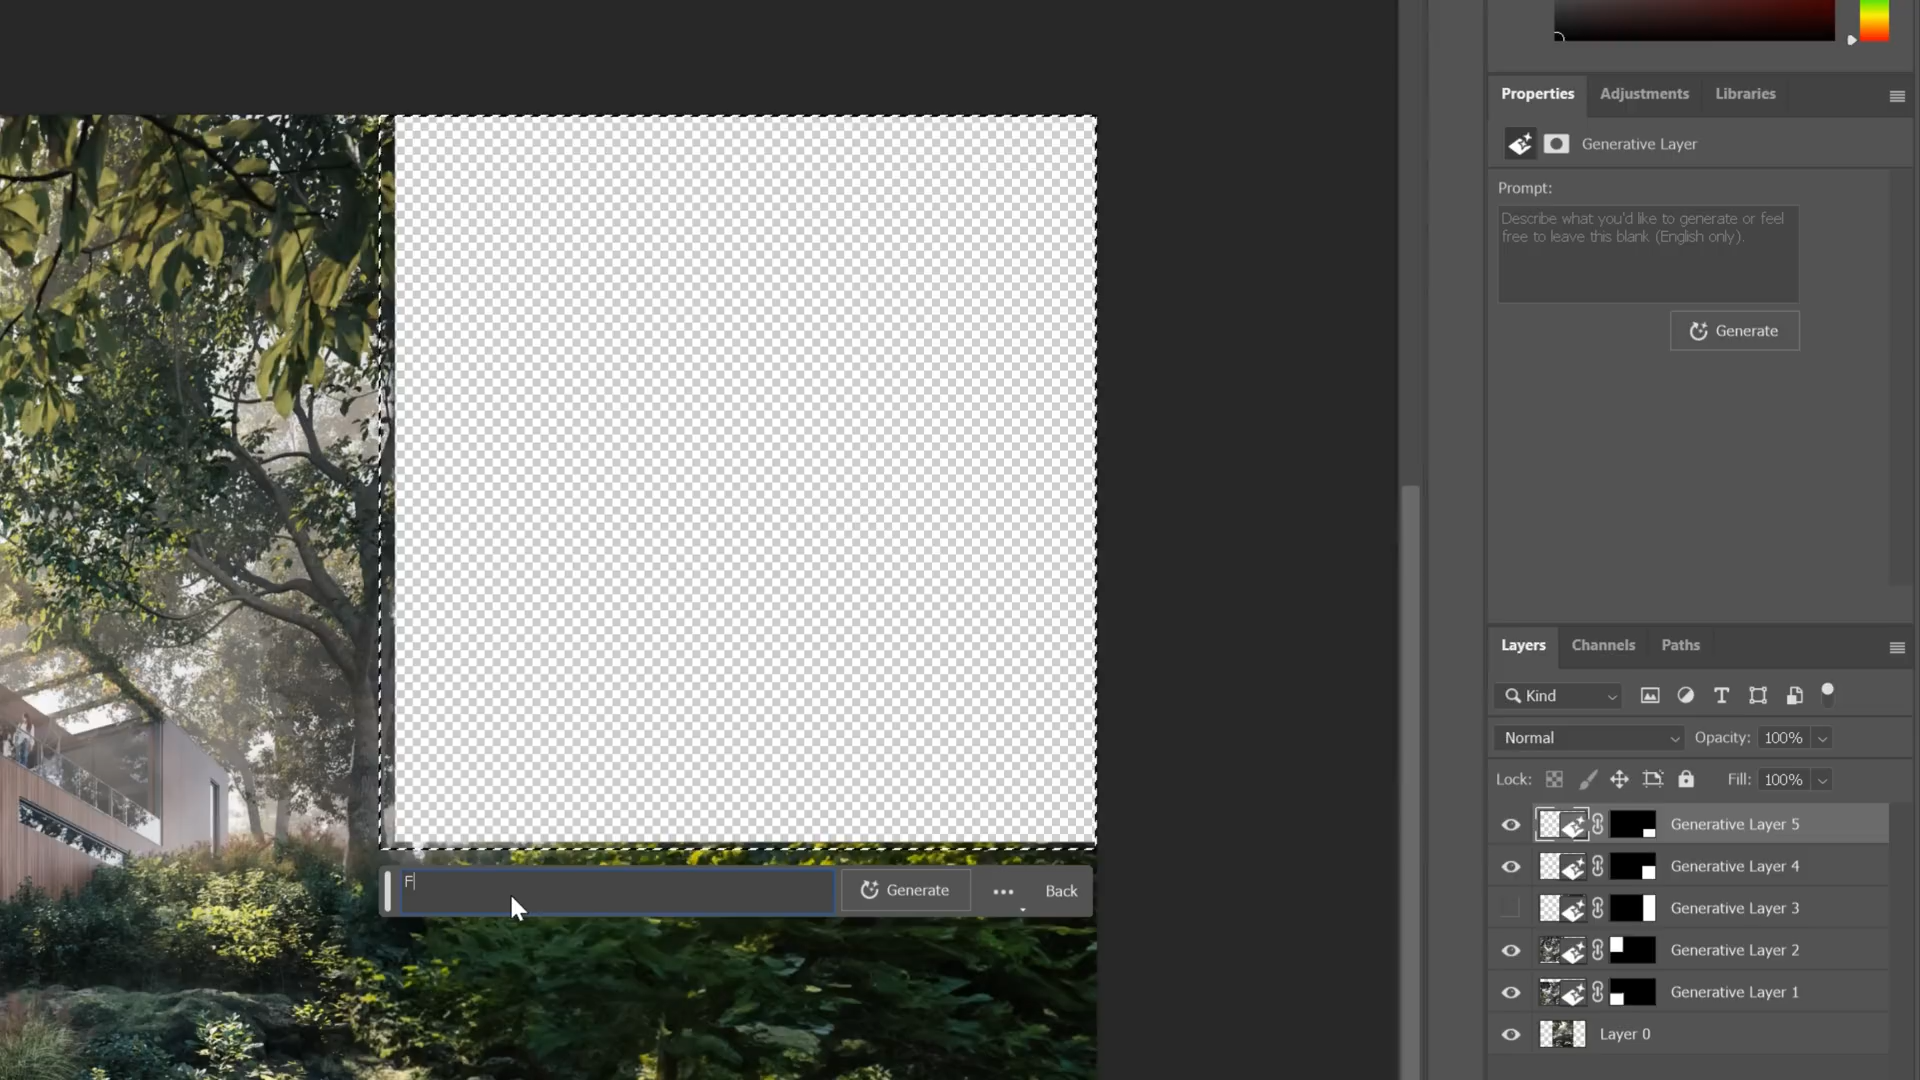 Properties Adjustments Libraries
Generative Layer
Prompt:
Describe what you'd like to generate or feel
free to leave this blank (English only).
Generate
Layers Channels Paths
Kind
Normal Opacity: 100%
Lock: Fill: 100%
Generative Layer 5
Generative Layer 4
Generative Layer 3
Generative Layer 2
Generative Layer 1
Layer 0
F
Generate ... Back